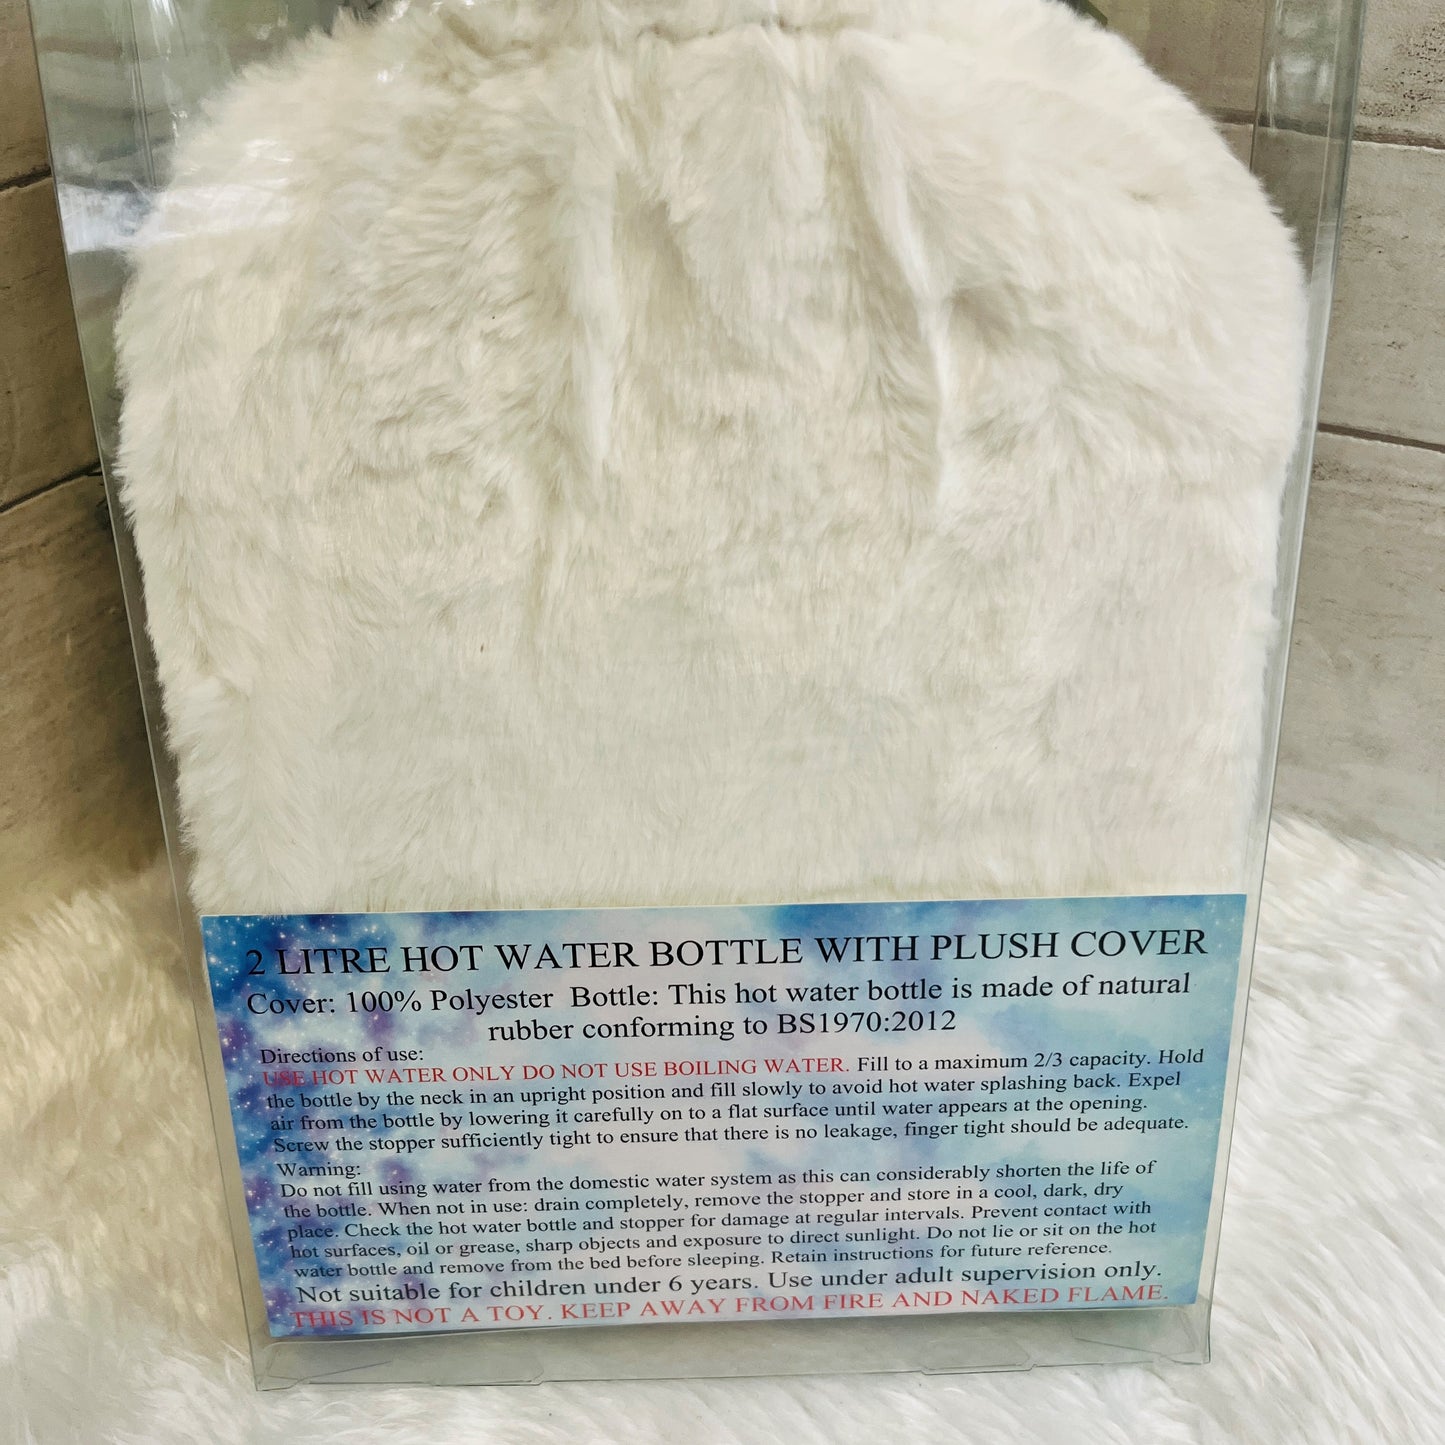 2 LITRE HOT WATER BOTTLE WITH PLUSH COVER
Cover: 100% Polyester Bottle: This hot water bottle is made of natural
rubber conforming to BS1970:2012
Directions of use:
USE HOT WATER ONLY DO NOT USE BOILING WATER. Fill to a maximum 2/3 capacity. Hold
the bottle by the neck in an upright position and fill slowly to avoid hot water splashing back. Expel
air from the bottle by lowering it carefully on to a flat surface until water appears at the opening.
Screw the stopper sufficiently tight to ensure that there is no leakage, finger tight should be adequate.
Warning:
Do not fill using water from the domestic water system as this can considerably shorten the life of
the bottle. When not in use: drain completely, remove the stopper and store in a cool, dark, dry
place. Check the hot water bottle and stopper for damage at regular intervals. Prevent contact with
hot surfaces, oil or grease, sharp objects and exposure to direct sunlight. Do not lie or sit on the hot
water bottle and remove from the bed before sleeping. Retain instructions for future reference.
Not suitable for children under 6 years. Use under adult supervision only.
THIS IS NOT A TOY. KEEP AWAY FROM FIRE AND NAKED FLAME.